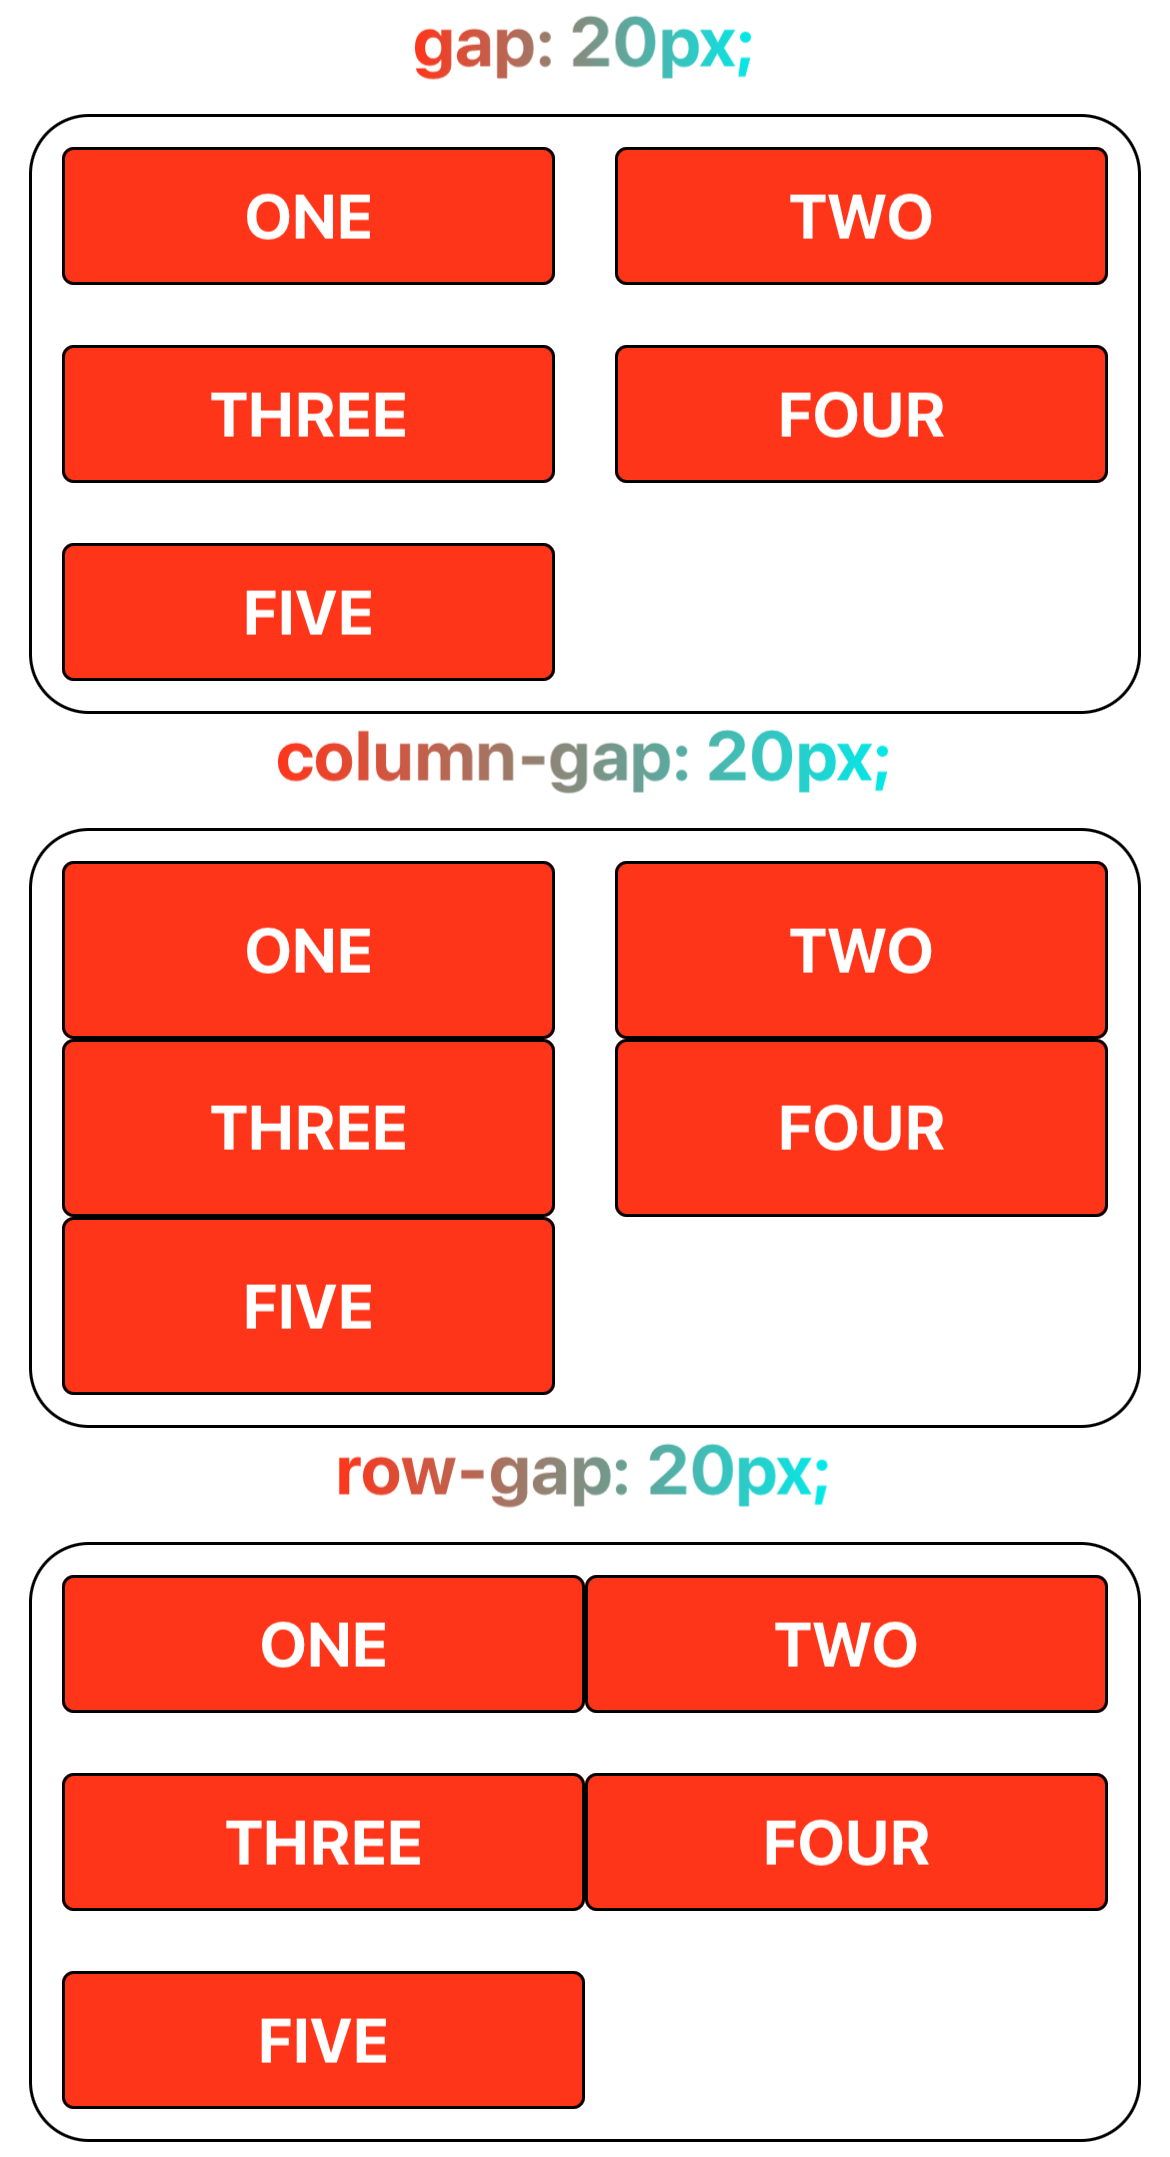 gap: 20px;
ONE TWO
THREE FOUR
FIVE
column-gap: 20px;
ONE TWO
THREE FOUR
FIVE
row-gap: 20px;
ONE TWO
THREE FOUR
FIVE